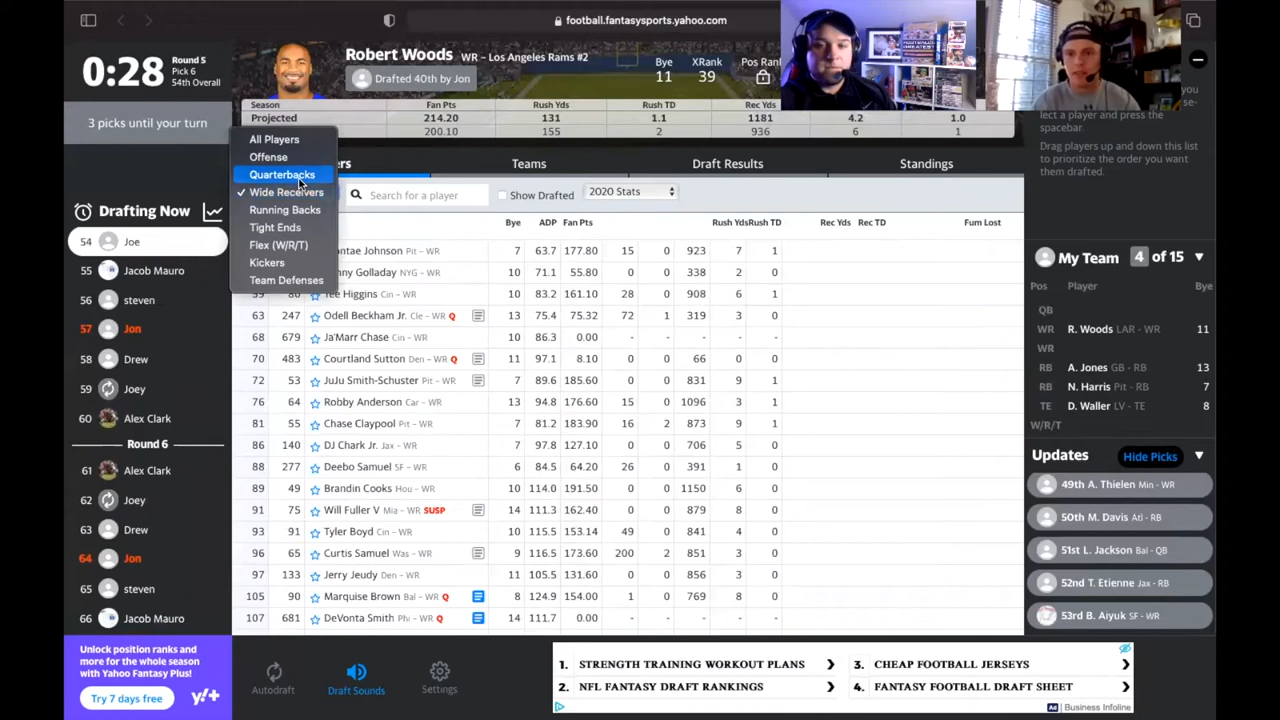 football.fantasysports.yahoo.com
0:28
Round 5
Pick 6
54th Overall
3 picks until your turn
Robert Woods WR – Los Angeles Rams #2
Drafted 40th by Jon
Bye
11
XRank
39
Pos Rank
Season Fan Pts Rush Yds Rush TD Rec Yds
Projected 214.20 131 1.1 1181 4.2 1.0
200.10 155 2 936 6 1
All Players
Offense
Quarterbacks
✓ Wide Receivers
Running Backs
Tight Ends
Flex (W/R/T)
Kickers
Team Defenses
Teams
Draft Results
Standings
Search for a player
Show Drafted
2020 Stats
Bye ADP Fan Pts Rush Yds Rush TD Rec Yds Rec TD Fum Lost
ontae Johnson Pit – WR 7 63.7 177.80 15 0 923 7 1
nny Golladay NYG – WR 10 71.1 55.80 0 0 338 2 0
59 86 Tee Higgins Cin – WR 10 83.2 161.10 28 0 908 6 1
63 247 Odell Beckham Jr. Cle – WR Q 13 75.4 75.32 72 1 319 3 0
68 679 Ja'Marr Chase Cin – WR 10 86.3 0.00 - - - - -
70 483 Courtland Sutton Den – WR Q 11 97.1 8.10 0 0 66 0 0
72 53 JuJu Smith-Schuster Pit – WR 7 89.6 185.60 0 0 831 9 1
76 64 Robby Anderson Car – WR 13 94.8 176.60 15 0 1096 3 1
81 55 Chase Claypool Pit – WR 7 81.2 183.90 16 2 873 9 1
86 140 DJ Chark Jr. Jax – WR 7 97.8 127.10 0 0 706 5 0
88 277 Deebo Samuel SF – WR 6 84.5 64.20 26 0 391 1 0
89 49 Brandin Cooks Hou – WR 10 114.0 191.50 0 0 1150 6 0
91 75 Will Fuller V Mia – WR SUSP 14 111.3 162.40 0 0 879 8 0
93 91 Tyler Boyd Cin – WR 10 115.5 153.14 49 0 841 4 0
96 65 Curtis Samuel Was – WR 9 116.5 173.60 200 2 851 3 0
97 133 Jerry Jeudy Den – WR 11 105.5 131.60 0 0 856 3 0
105 90 Marquise Brown Bal – WR Q 8 124.9 154.00 1 0 769 8 0
107 681 DeVonta Smith Phi – WR Q 14 111.7 0.00 - - - - -
Drafting Now
54 Joe
55 Jacob Mauro
56 steven
57 Jon
58 Drew
59 Joey
60 Alex Clark
Round 6
61 Alex Clark
62 Joey
63 Drew
64 Jon
65 steven
66 Jacob Mauro
lect a player and press the
spacebar.
Drag players up and down this list
to prioritize the order you want
them drafted.
My Team 4 of 15
Pos Player Bye
QB
WR R. Woods LAR - WR 11
WR
RB A. Jones GB - RB 13
RB N. Harris Pit - RB 7
TE D. Waller LV - TE 8
W/R/T
Updates Hide Picks
49th A. Thielen Min - WR
50th M. Davis Atl - RB
51st L. Jackson Bal - QB
52nd T. Etienne Jax - RB
53rd B. Aiyuk SF - WR
Unlock position ranks and
more for the whole season
with Yahoo Fantasy Plus!
Try 7 days free
y!+
Autodraft
Draft Sounds
Settings
1. STRENGTH TRAINING WORKOUT PLANS
2. NFL FANTASY DRAFT RANKINGS
3. CHEAP FOOTBALL JERSEYS
4. FANTASY FOOTBALL DRAFT SHEET
Ad Business Infoline